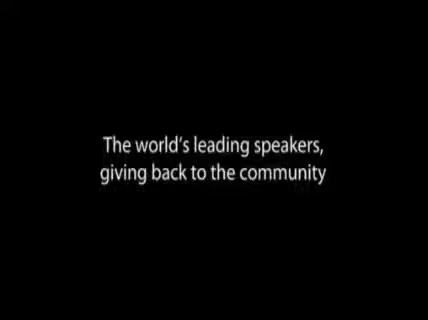 The world's leading speakers,
giving back to the community